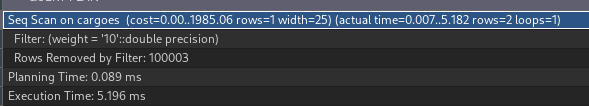 Seq Scan on cargoes  (cost=0.00..1985.06 rows=1 width=25) (actual time=0.007..5.182 rows=2 loops=1)
Filter: (weight = '10'::double precision)
Rows Removed by Filter: 100003
Planning Time: 0.089 ms
Execution Time: 5.196 ms